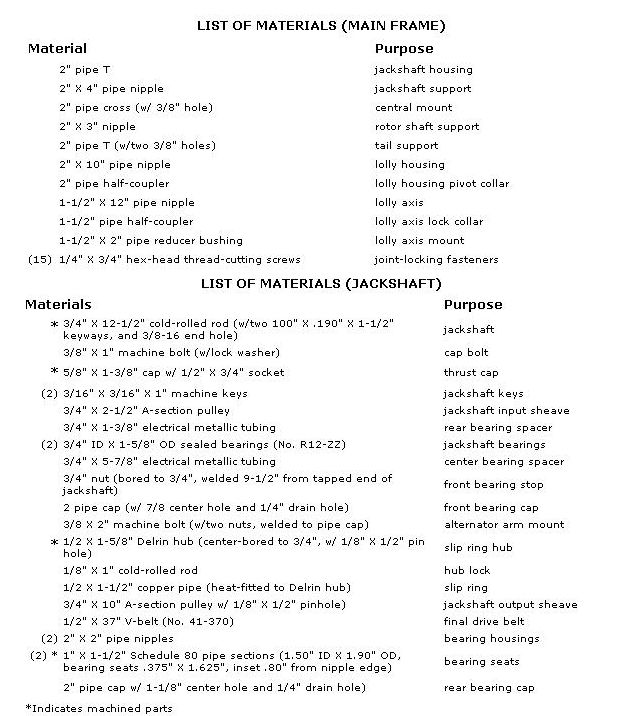 LIST OF MATERIALS (MAIN FRAME)
Material Purpose
2" pipe T jackshaft housing
2" X 4" pipe nipple jackshaft support
2" pipe cross (w/ 3/8" hole) central mount
2" X 3" nipple rotor shaft support
2" pipe T (w/two 3/8" holes) tail support
2" X 10" pipe nipple lolly housing
2" pipe half-coupler lolly housing pivot collar
1-1/2" X 12" pipe nipple lolly axis
1-1/2" pipe half-coupler lolly axis lock collar
1-1/2" X 2" pipe reducer bushing lolly axis mount
(15) 1/4" X 3/4" hex-head thread-cutting screws joint-locking fasteners
LIST OF MATERIALS (JACKSHAFT)
Materials Purpose
* 3/4" X 12-1/2" cold-rolled rod (w/two 100" X .190" X 1-1/2"
keyways, and 3/8-16 end hole) jackshaft
3/8" X 1" machine bolt (w/lock washer) cap bolt
* 5/8" X 1-3/8" cap w/ 1/2" X 3/4" socket thrust cap
(2) 3/16" X 3/16" X 1" machine keys jackshaft keys
3/4" X 2-1/2" A-section pulley jackshaft input sheave
3/4" X 1-3/8" electrical metallic tubing rear bearing spacer
(2) 3/4" ID X 1-5/8" OD sealed bearings (No. R12-ZZ) jackshaft bearings
3/4" X 5-7/8" electrical metallic tubing center bearing spacer
3/4" nut (bored to 3/4", welded 9-1/2" from tapped end of
jackshaft) front bearing stop
2 pipe cap (w/ 7/8 center hole and 1/4" drain hole) front bearing cap
3/8 X 2" machine bolt (w/two nuts, welded to pipe cap) alternator arm mount
* 1/2 X 1-5/8" Delrin hub (center-bored to 3/4", w/ 1/8" X 1/2" pin
hole) slip ring hub
1/8" X 1" cold-rolled rod hub lock
1/2 X 1-1/2" copper pipe (heat-fitted to Delrin hub) slip ring
3/4" X 10" A-section pulley w/ 1/8" X 1/2" pinhole) jackshaft output sheave
1/2" X 37" V-belt (No. 41-370) final drive belt
(2) 2" X 2" pipe nipples bearing housings
(2) * 1" X 1-1/2" Schedule 80 pipe sections (1.50" ID X 1.90" OD,
bearing seats .375" X 1.625", inset .80" from nipple edge) bearing seats
2" pipe cap w/ 1-1/8" center hole and 1/4" drain hole) rear bearing cap
*Indicates machined parts